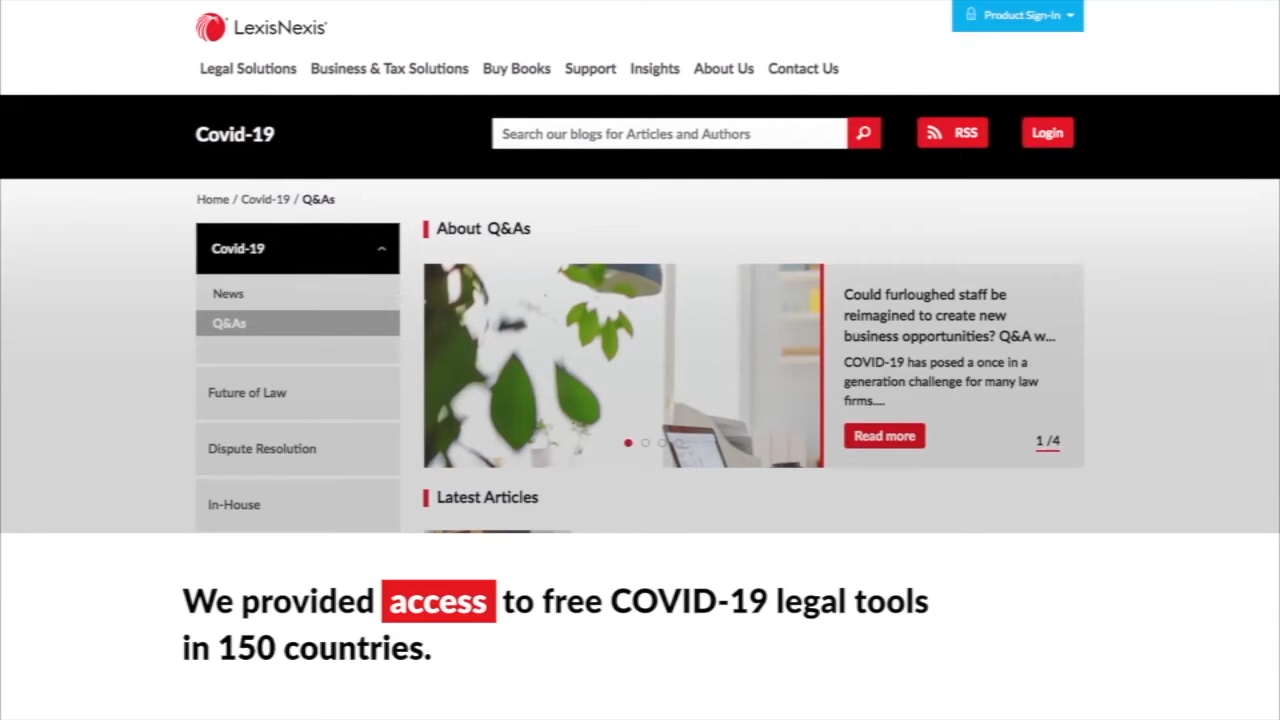 LexisNexis®
Product Sign-In
Legal Solutions Business & Tax Solutions Buy Books Support Insights About Us Contact Us
Covid-19
Search our blogs for Articles and Authors
RSS
Login
Home / Covid-19 / Q&As
Covid-19
News
Q&As
Future of Law
Dispute Resolution
In-House
About Q&As
Could furloughed staff be
reimagined to create new
business opportunities? Q&A w...
COVID-19 has posed a once in a
generation challenge for many law
firms....
Read more
1 /4
Latest Articles
We provided access to free COVID-19 legal tools
in 150 countries.